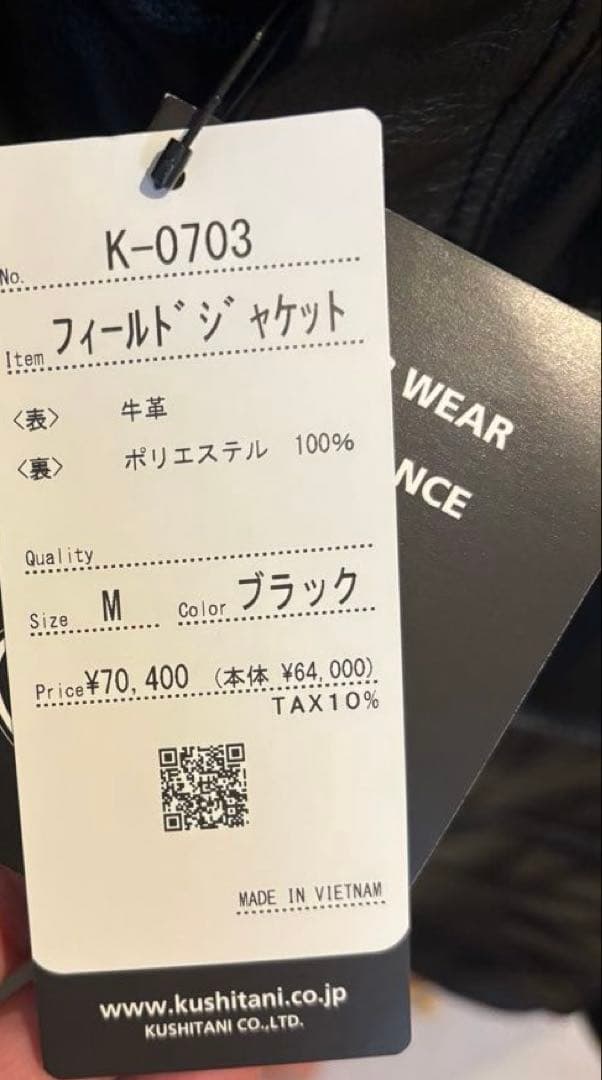 No. K-0703
Item フィールドジャケット
〈表〉 牛革
〈裏〉 ポリエステル 100%
Quality
Size M Color ブラック
Price ¥70,400 (本体 ¥64,000)
TAX10%
MADE IN VIETNAM
www.kushitani.co.jp
KUSHITANI CO.,LTD.
WEAR
NCE